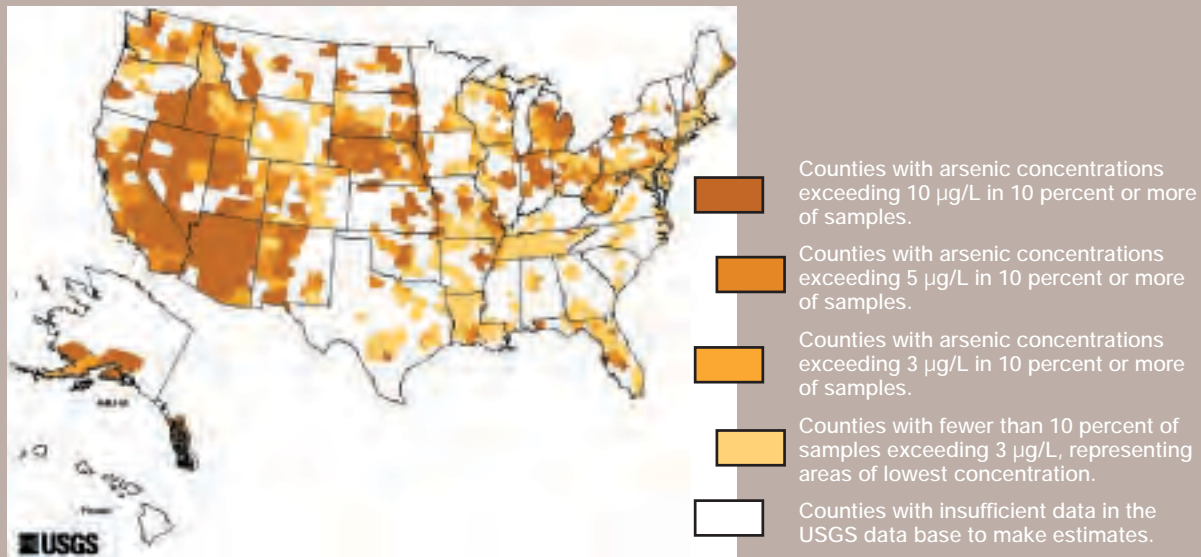 Counties with arsenic concentrations
exceeding 10 µg/L in 10 percent or more
of samples.
Counties with arsenic concentrations
exceeding 5 µg/L in 10 percent or more
of samples.
Counties with arsenic concentrations
exceeding 3 µg/L in 10 percent or more
of samples.
Counties with fewer than 10 percent of
samples exceeding 3 µg/L, representing
areas of lowest concentration.
Counties with insufficient data in the
USGS data base to make estimates.
USGS